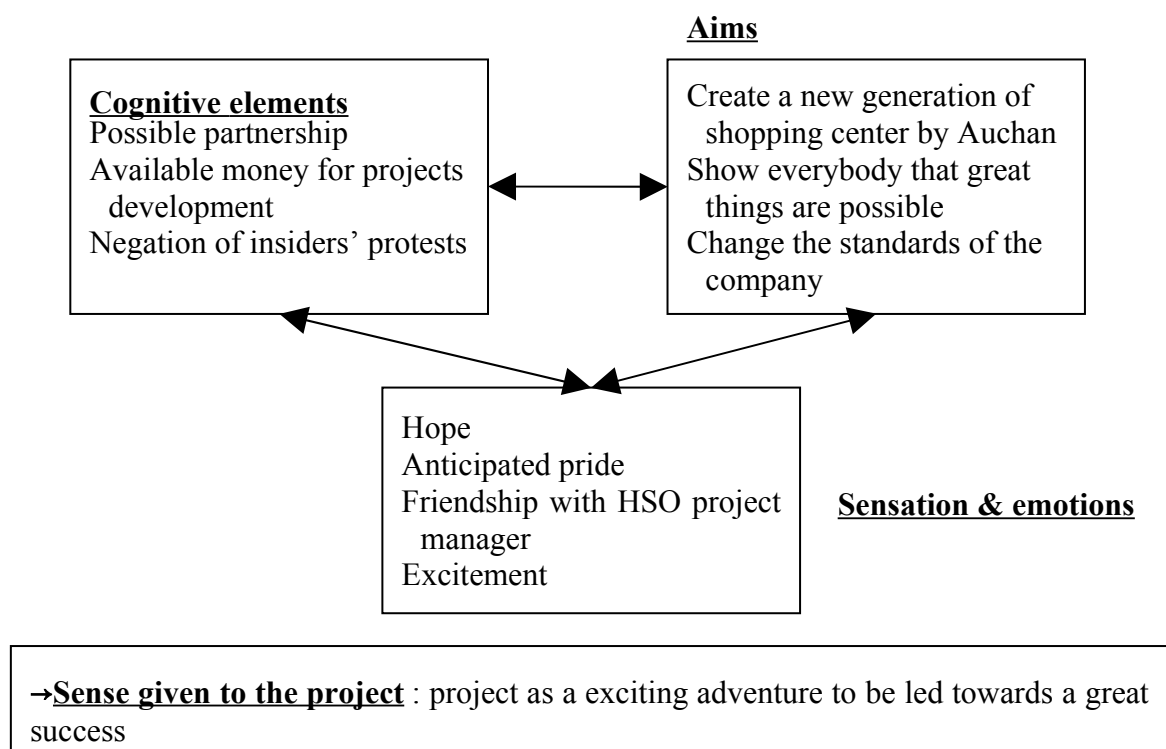 Aims
Cognitive elements
Possible partnership
Available money for projects
development
Negation of insiders’ protests
Create a new generation of
shopping center by Auchan
Show everybody that great
things are possible
Change the standards of the
company
Hope
Anticipated pride
Friendship with HSO project
manager
Excitement
Sensation & emotions
→Sense given to the project : project as a exciting adventure to be led towards a great
success